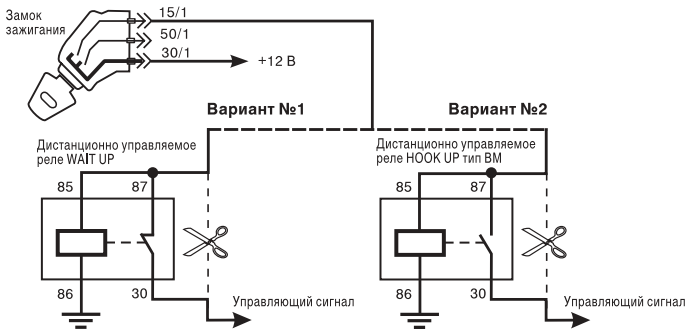 Замок
зажигания
15/1
50/1
30/1
+12 В
Вариант №1
Вариант №2
Дистанционно управляемое
реле WAIT UP
85
87
86
30
Управляющий сигнал
Дистанционно управляемое
реле HOOK UP тип ВМ
85
87
86
30
Управляющий сигнал